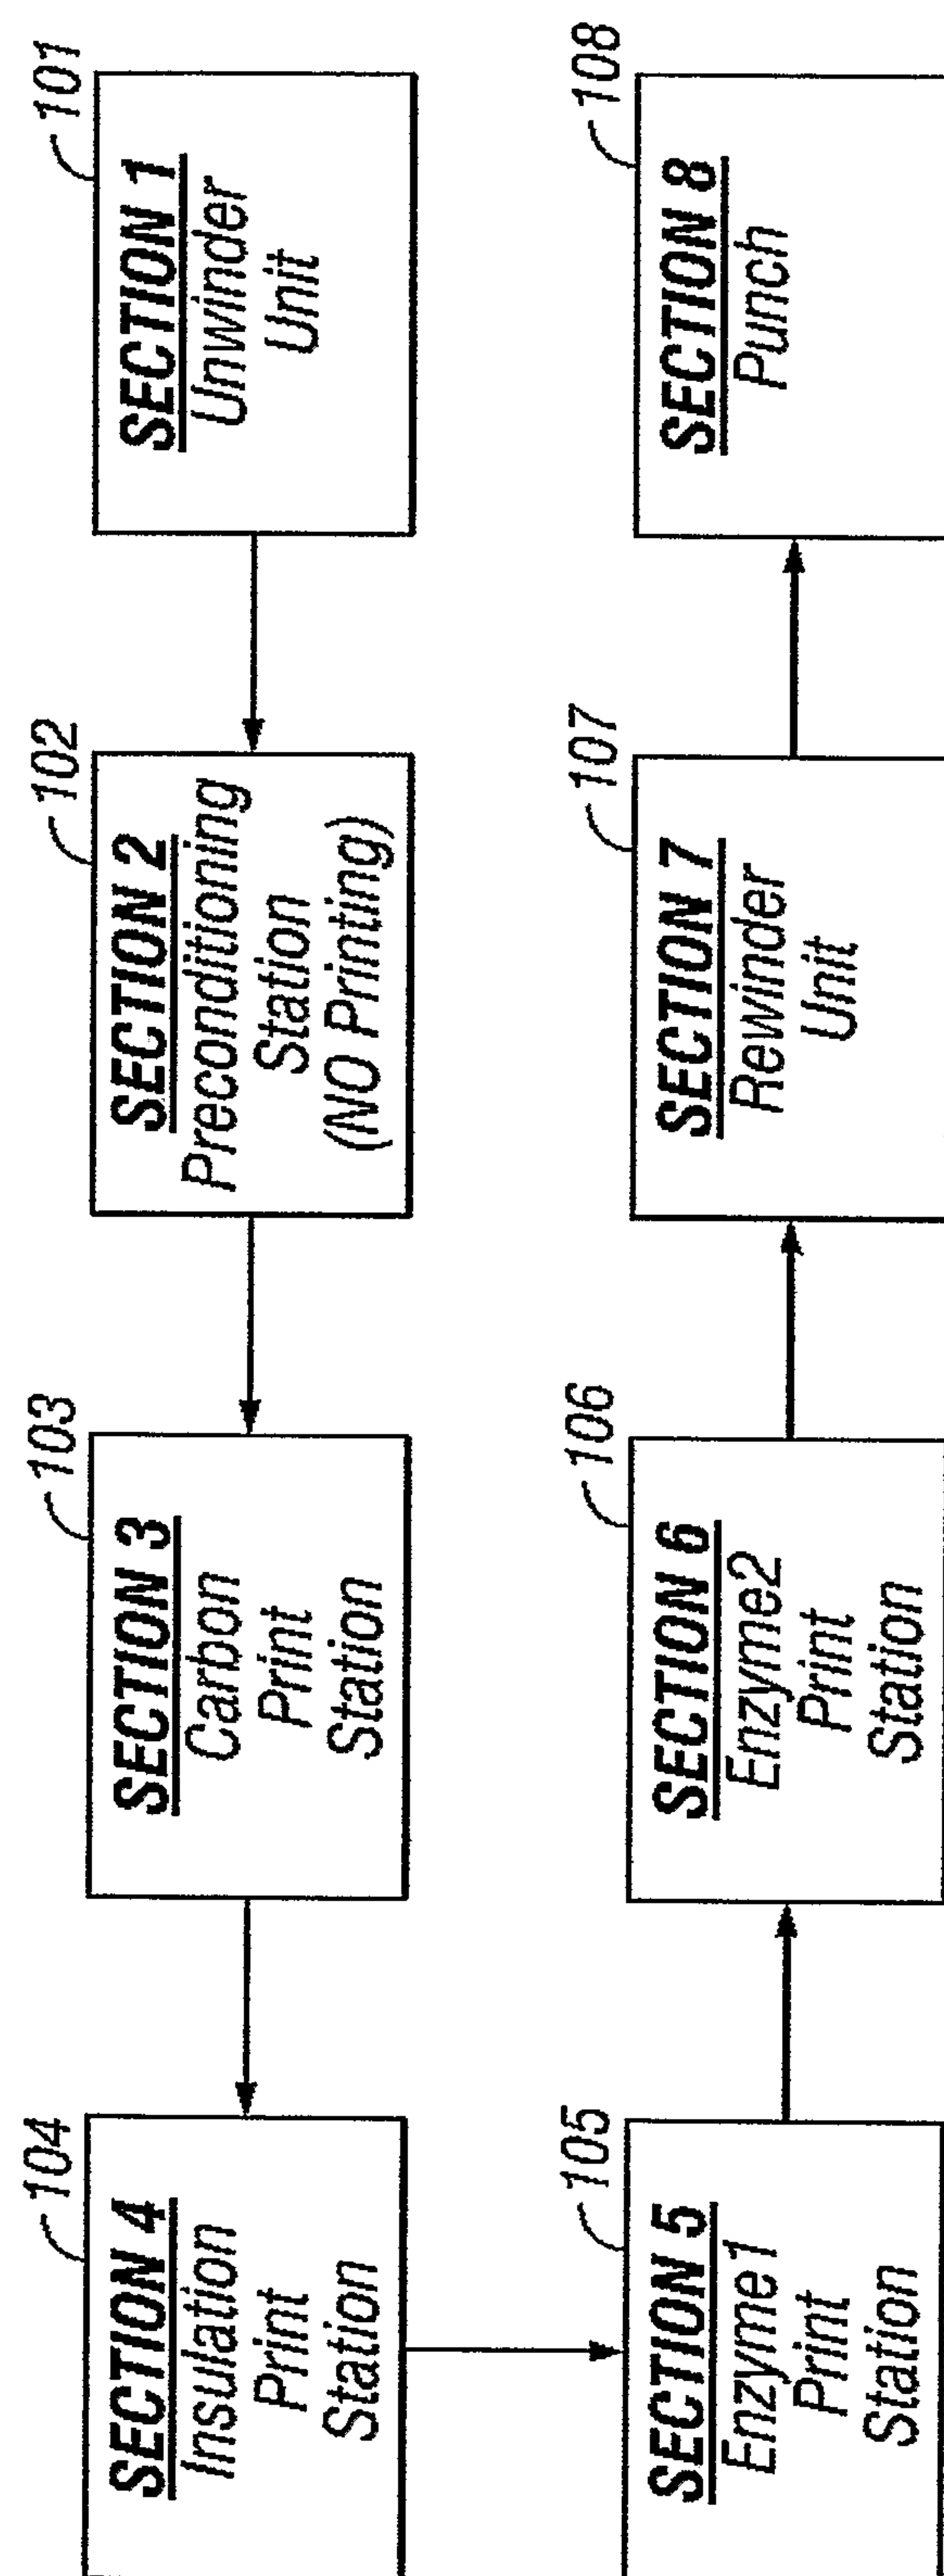 101
SECTION 1
Unwinder
Unit
102
SECTION 2
Preconditioning
Station
(NO Printing)
103
SECTION 3
Carbon
Print
Station
104
SECTION 4
Insulation
Print
Station
105
SECTION 5
Enzyme1
Print
Station
106
SECTION 6
Enzyme2
Print
Station
107
SECTION 7
Rewinder
Unit
108
SECTION 8
Punch